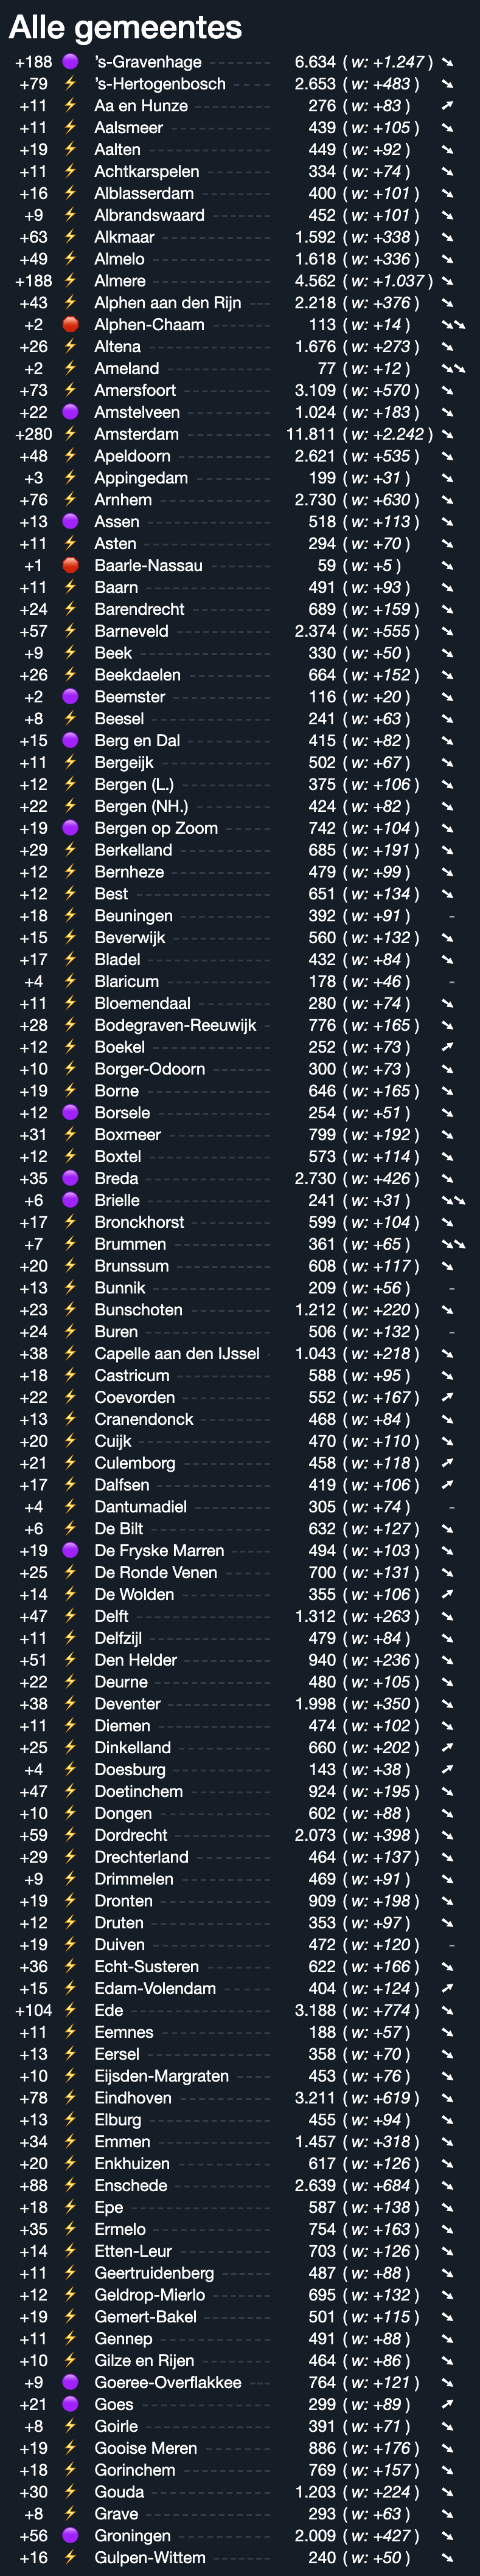 Alle gemeentes
+188 's-Gravenhage 6.634 ( w: +1.247 )
+79 's-Hertogenbosch 2.653 ( w: +483 )
+11 Aa en Hunze 276 ( w: +83 )
+11 Aalsmeer 439 ( w: +105 )
+19 Aalten 449 ( w: +92 )
+11 Achtkarspelen 334 ( w: +74 )
+16 Alblasserdam 400 ( w: +101 )
+9 Albrandswaard 452 ( w: +101 )
+63 Alkmaar 1.592 ( w: +338 )
+49 Almelo 1.618 ( w: +336 )
+188 Almere 4.562 ( w: +1.037 )
+43 Alphen aan den Rijn 2.218 ( w: +376 )
+2 Alphen-Chaam 113 ( w: +14 )
+26 Altena 1.676 ( w: +273 )
+2 Ameland 77 ( w: +12 )
+73 Amersfoort 3.109 ( w: +570 )
+22 Amstelveen 1.024 ( w: +183 )
+280 Amsterdam 11.811 ( w: +2.242 )
+48 Apeldoorn 2.621 ( w: +535 )
+3 Appingedam 199 ( w: +31 )
+76 Arnhem 2.730 ( w: +630 )
+13 Assen 518 ( w: +113 )
+11 Asten 294 ( w: +70 )
+1 Baarle-Nassau 59 ( w: +5 )
+11 Baarn 491 ( w: +93 )
+24 Barendrecht 689 ( w: +159 )
+57 Barneveld 2.374 ( w: +555 )
+9 Beek 330 ( w: +50 )
+26 Beekdaelen 664 ( w: +152 )
+2 Beemster 116 ( w: +20 )
+8 Beesel 241 ( w: +63 )
+15 Berg en Dal 415 ( w: +82 )
+11 Bergeijk 502 ( w: +67 )
+12 Bergen (L.) 375 ( w: +106 )
+22 Bergen (NH.) 424 ( w: +82 )
+19 Bergen op Zoom 742 ( w: +104 )
+29 Berkelland 685 ( w: +191 )
+12 Bernheze 479 ( w: +99 )
+12 Best 651 ( w: +134 )
+18 Beuningen 392 ( w: +91 ) -
+15 Beverwijk 560 ( w: +132 )
+17 Bladel 432 ( w: +84 )
+4 Blaricum 178 ( w: +46 ) -
+11 Bloemendaal 280 ( w: +74 )
+28 Bodegraven-Reeuwijk 776 ( w: +165 )
+12 Boekel 252 ( w: +73 )
+10 Borger-Odoorn 300 ( w: +73 )
+19 Borne 646 ( w: +165 )
+12 Borsele 254 ( w: +51 )
+31 Boxmeer 799 ( w: +192 )
+12 Boxtel 573 ( w: +114 )
+35 Breda 2.730 ( w: +426 )
+6 Brielle 241 ( w: +31 )
+17 Bronckhorst 599 ( w: +104 )
+7 Brummen 361 ( w: +65 )
+20 Brunssum 608 ( w: +117 )
+13 Bunnik 209 ( w: +56 ) -
+23 Bunschoten 1.212 ( w: +220 )
+24 Buren 506 ( w: +132 ) -
+38 Capelle aan den IJssel 1.043 ( w: +218 )
+18 Castricum 588 ( w: +95 )
+22 Coevorden 552 ( w: +167 )
+13 Cranendonck 468 ( w: +84 )
+20 Cuijk 470 ( w: +110 )
+21 Culemborg 458 ( w: +118 )
+17 Dalfsen 419 ( w: +106 )
+4 Dantumadiel 305 ( w: +74 ) -
+6 De Bilt 632 ( w: +127 )
+19 De Fryske Marren 494 ( w: +103 )
+25 De Ronde Venen 700 ( w: +131 )
+14 De Wolden 355 ( w: +106 )
+47 Delft 1.312 ( w: +263 )
+11 Delfzijl 479 ( w: +84 )
+51 Den Helder 940 ( w: +236 )
+22 Deurne 480 ( w: +105 )
+38 Deventer 1.998 ( w: +350 )
+11 Diemen 474 ( w: +102 )
+25 Dinkelland 660 ( w: +202 )
+4 Doesburg 143 ( w: +38 )
+47 Doetinchem 924 ( w: +195 )
+10 Dongen 602 ( w: +88 )
+59 Dordrecht 2.073 ( w: +398 )
+29 Drechterland 464 ( w: +137 )
+9 Drimmelen 469 ( w: +91 )
+19 Dronten 909 ( w: +198 )
+12 Druten 353 ( w: +97 )
+19 Duiven 472 ( w: +120 ) -
+36 Echt-Susteren 622 ( w: +166 )
+15 Edam-Volendam 404 ( w: +124 )
+104 Ede 3.188 ( w: +774 )
+11 Eemnes 188 ( w: +57 )
+13 Eersel 358 ( w: +70 )
+10 Eijsden-Margraten 453 ( w: +76 )
+78 Eindhoven 3.211 ( w: +619 )
+13 Elburg 455 ( w: +94 )
+34 Emmen 1.457 ( w: +318 )
+20 Enkhuizen 617 ( w: +126 )
+88 Enschede 2.639 ( w: +684 )
+18 Epe 587 ( w: +138 )
+35 Ermelo 754 ( w: +163 )
+14 Etten-Leur 703 ( w: +126 )
+11 Geertruidenberg 487 ( w: +88 )
+12 Geldrop-Mierlo 695 ( w: +132 )
+19 Gemert-Bakel 501 ( w: +115 )
+11 Gennep 491 ( w: +88 )
+10 Gilze en Rijen 464 ( w: +86 )
+9 Goeree-Overflakkee 764 ( w: +121 )
+21 Goes 299 ( w: +89 )
+8 Goirle 391 ( w: +71 )
+19 Gooise Meren 886 ( w: +176 )
+18 Gorinchem 769 ( w: +157 )
+30 Gouda 1.203 ( w: +224 )
+8 Grave 293 ( w: +63 )
+56 Groningen 2.009 ( w: +427 )
+16 Gulpen-Wittem 240 ( w: +50 )